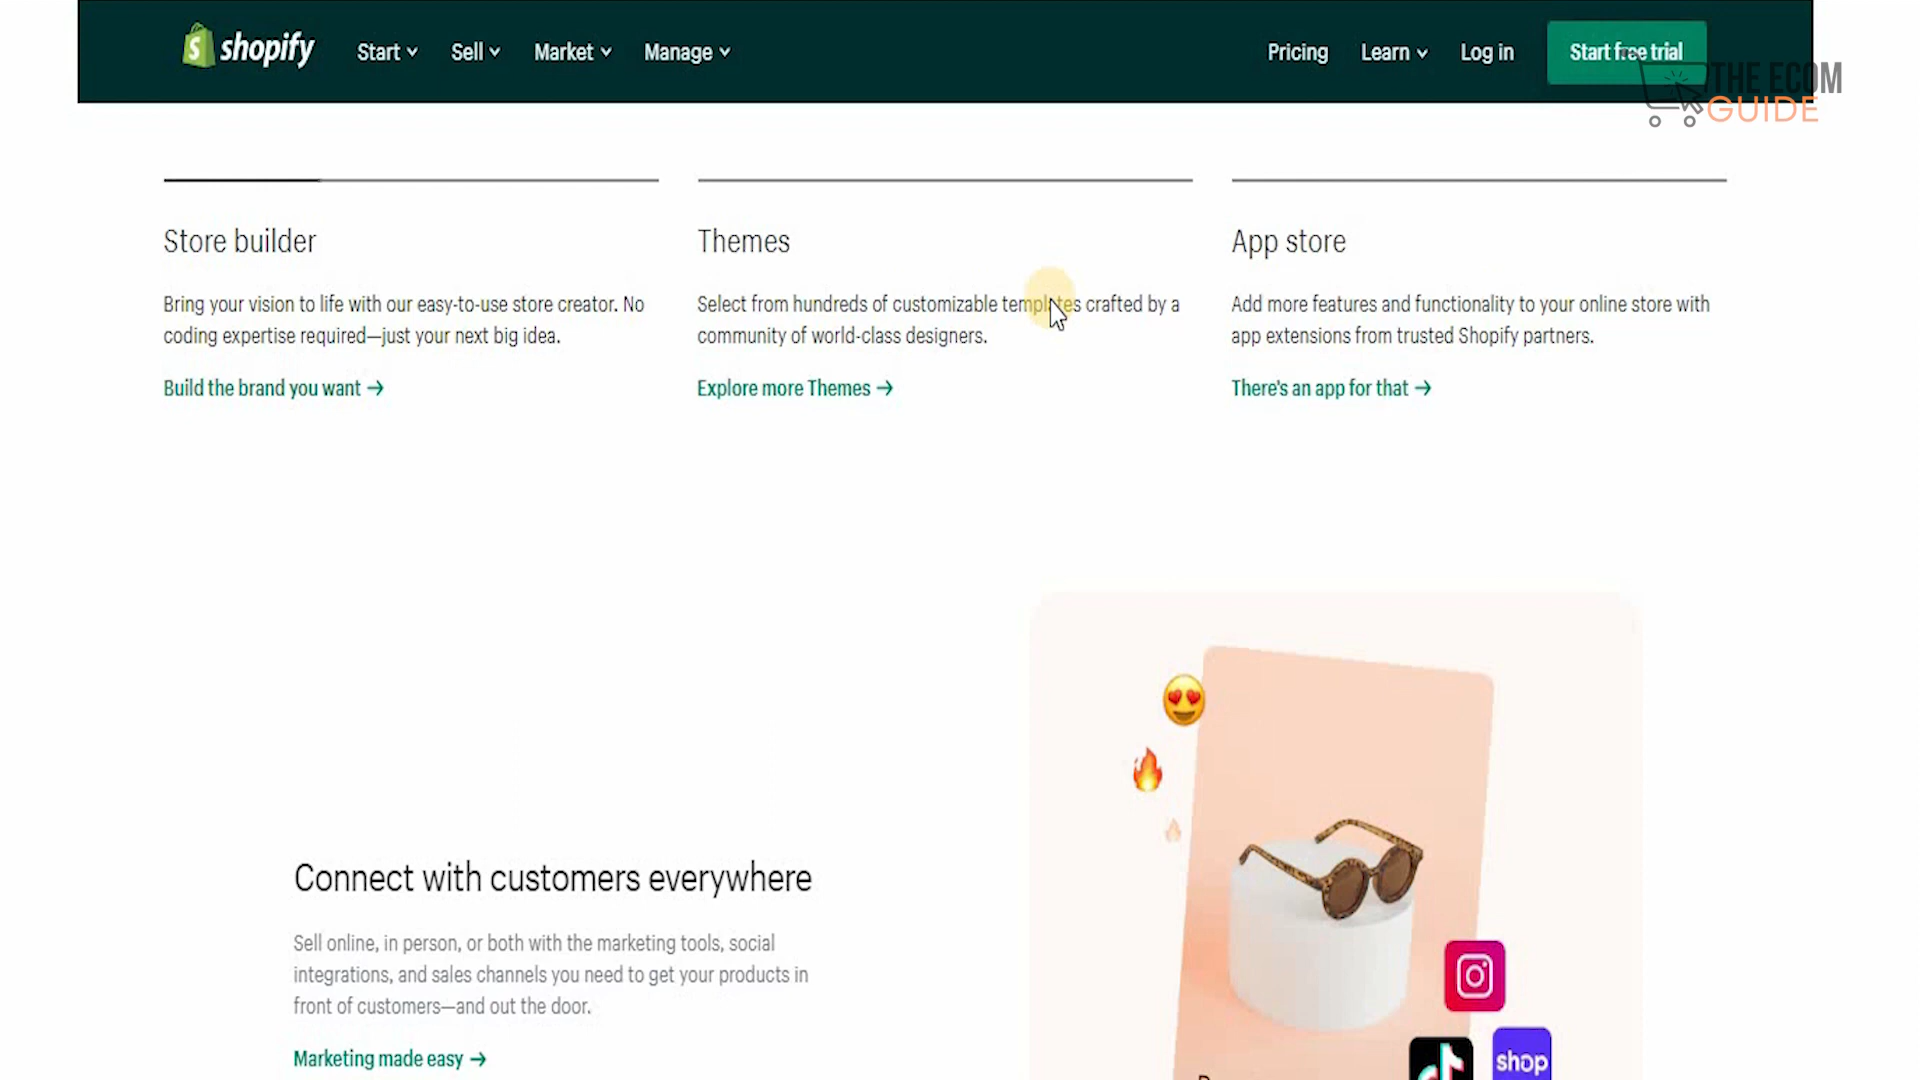 shopify Start Sell Market Manage Pricing Learn Log in Start free trial
THE ECOM
GUIDE
Store builder
Bring your vision to life with our easy-to-use store creator. No
coding expertise required—just your next big idea.
Build the brand you want →
Themes
Select from hundreds of customizable templates crafted by a
community of world-class designers.
Explore more Themes →
App store
Add more features and functionality to your online store with
app extensions from trusted Shopify partners.
There's an app for that →
Connect with customers everywhere
Sell online, in person, or both with the marketing tools, social
integrations, and sales channels you need to get your products in
front of customers—and out the door.
Marketing made easy →
shop